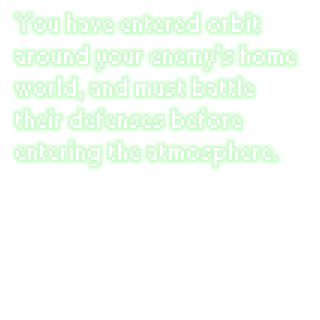 You have entered orbit
around your enemy's home
world, and must battle
their defenses before
entering the atmosphere.